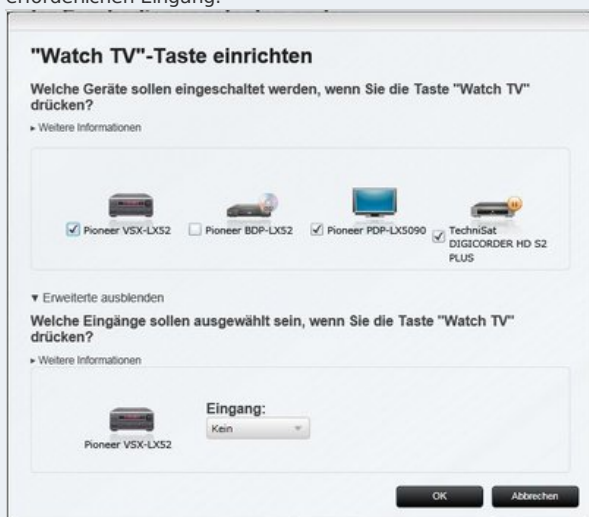 erforderlichen Eingang.
"Watch TV"-Taste einrichten
Welche Geräte sollen eingeschaltet werden, wenn Sie die Taste "Watch TV"
drücken?
▸ Weitere Informationen
Pioneer VSX-LX52
Pioneer BDP-LX52
Pioneer PDP-LX5090
TechniSat
DIGICORDER HD S2
PLUS
▼ Erweiterte ausblenden
Welche Eingänge sollen ausgewählt sein, wenn Sie die Taste "Watch TV"
drücken?
▸ Weitere Informationen
Eingang:
Kein
Pioneer VSX-LX52
OK
Abbrechen